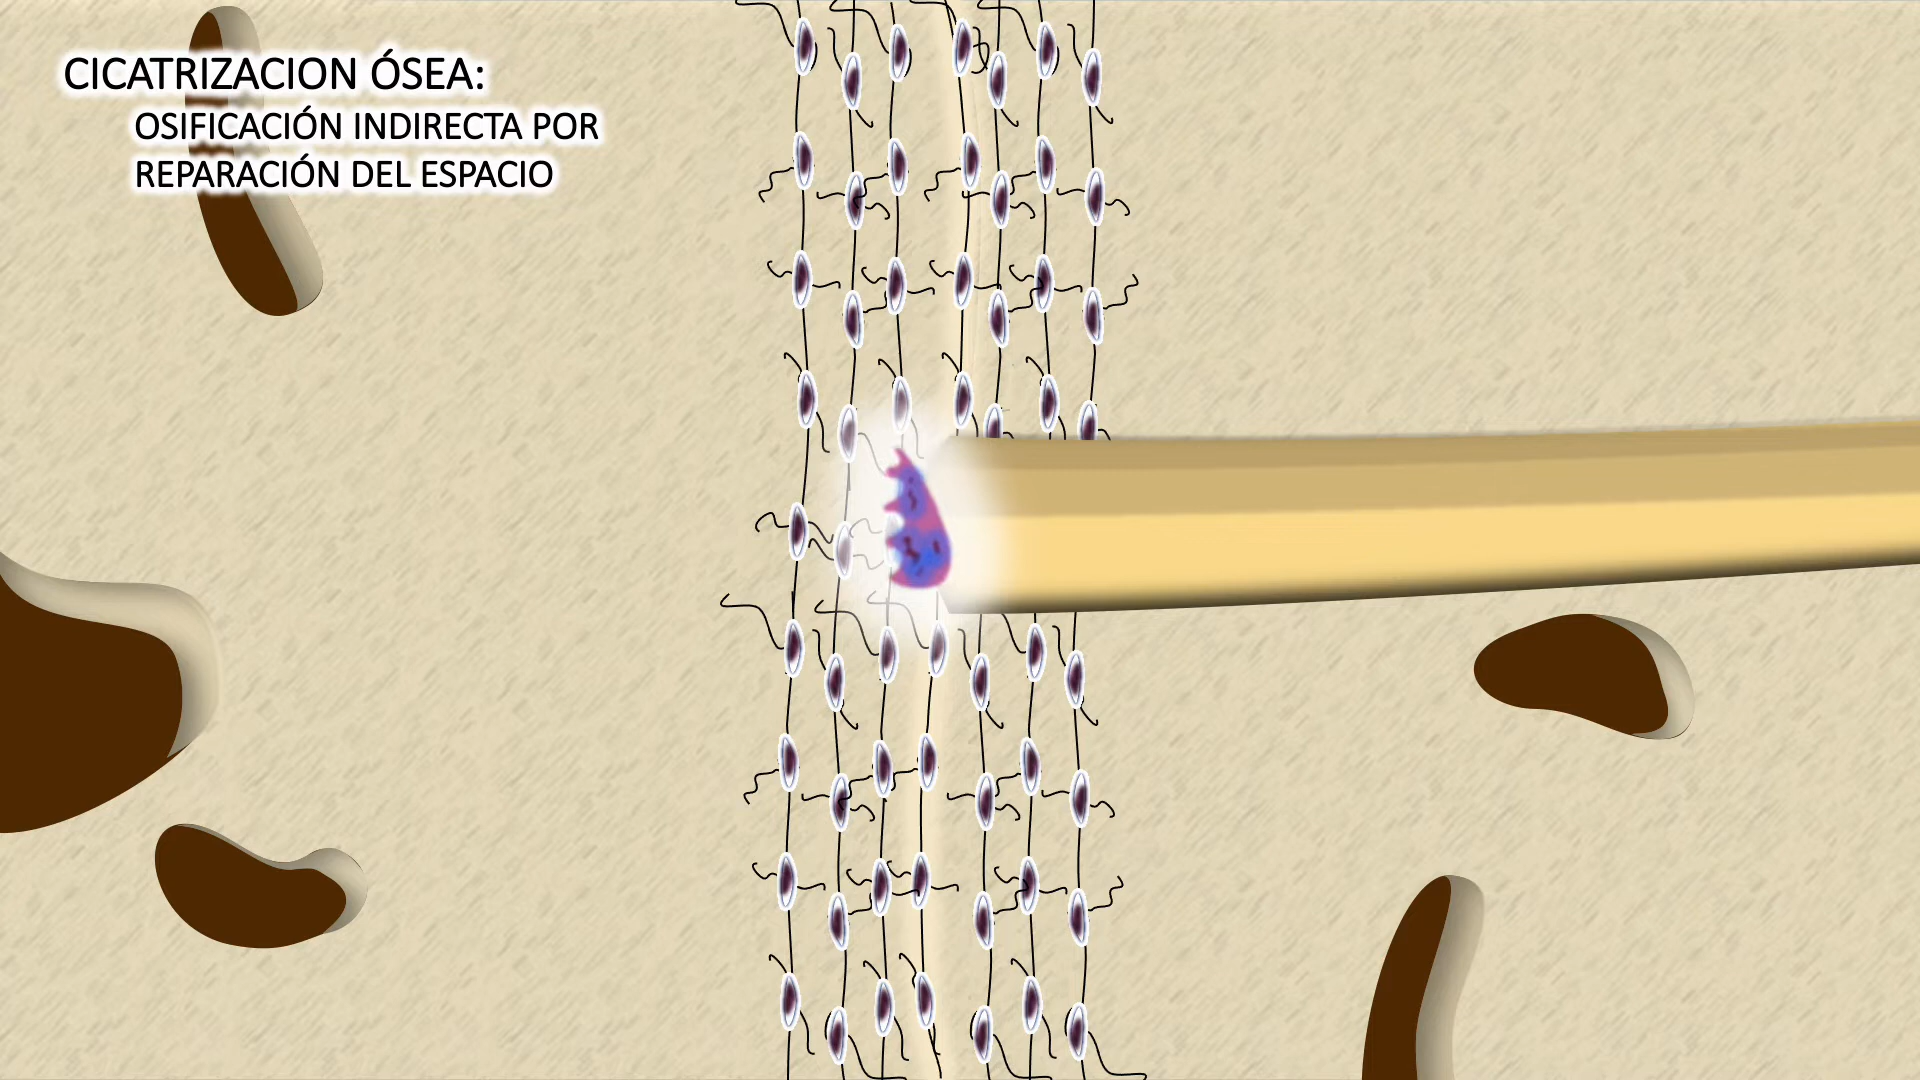 CICATRIZACION ÓSEA:
OSIFICACIÓN INDIRECTA POR
REPARACIÓN DEL ESPACIO